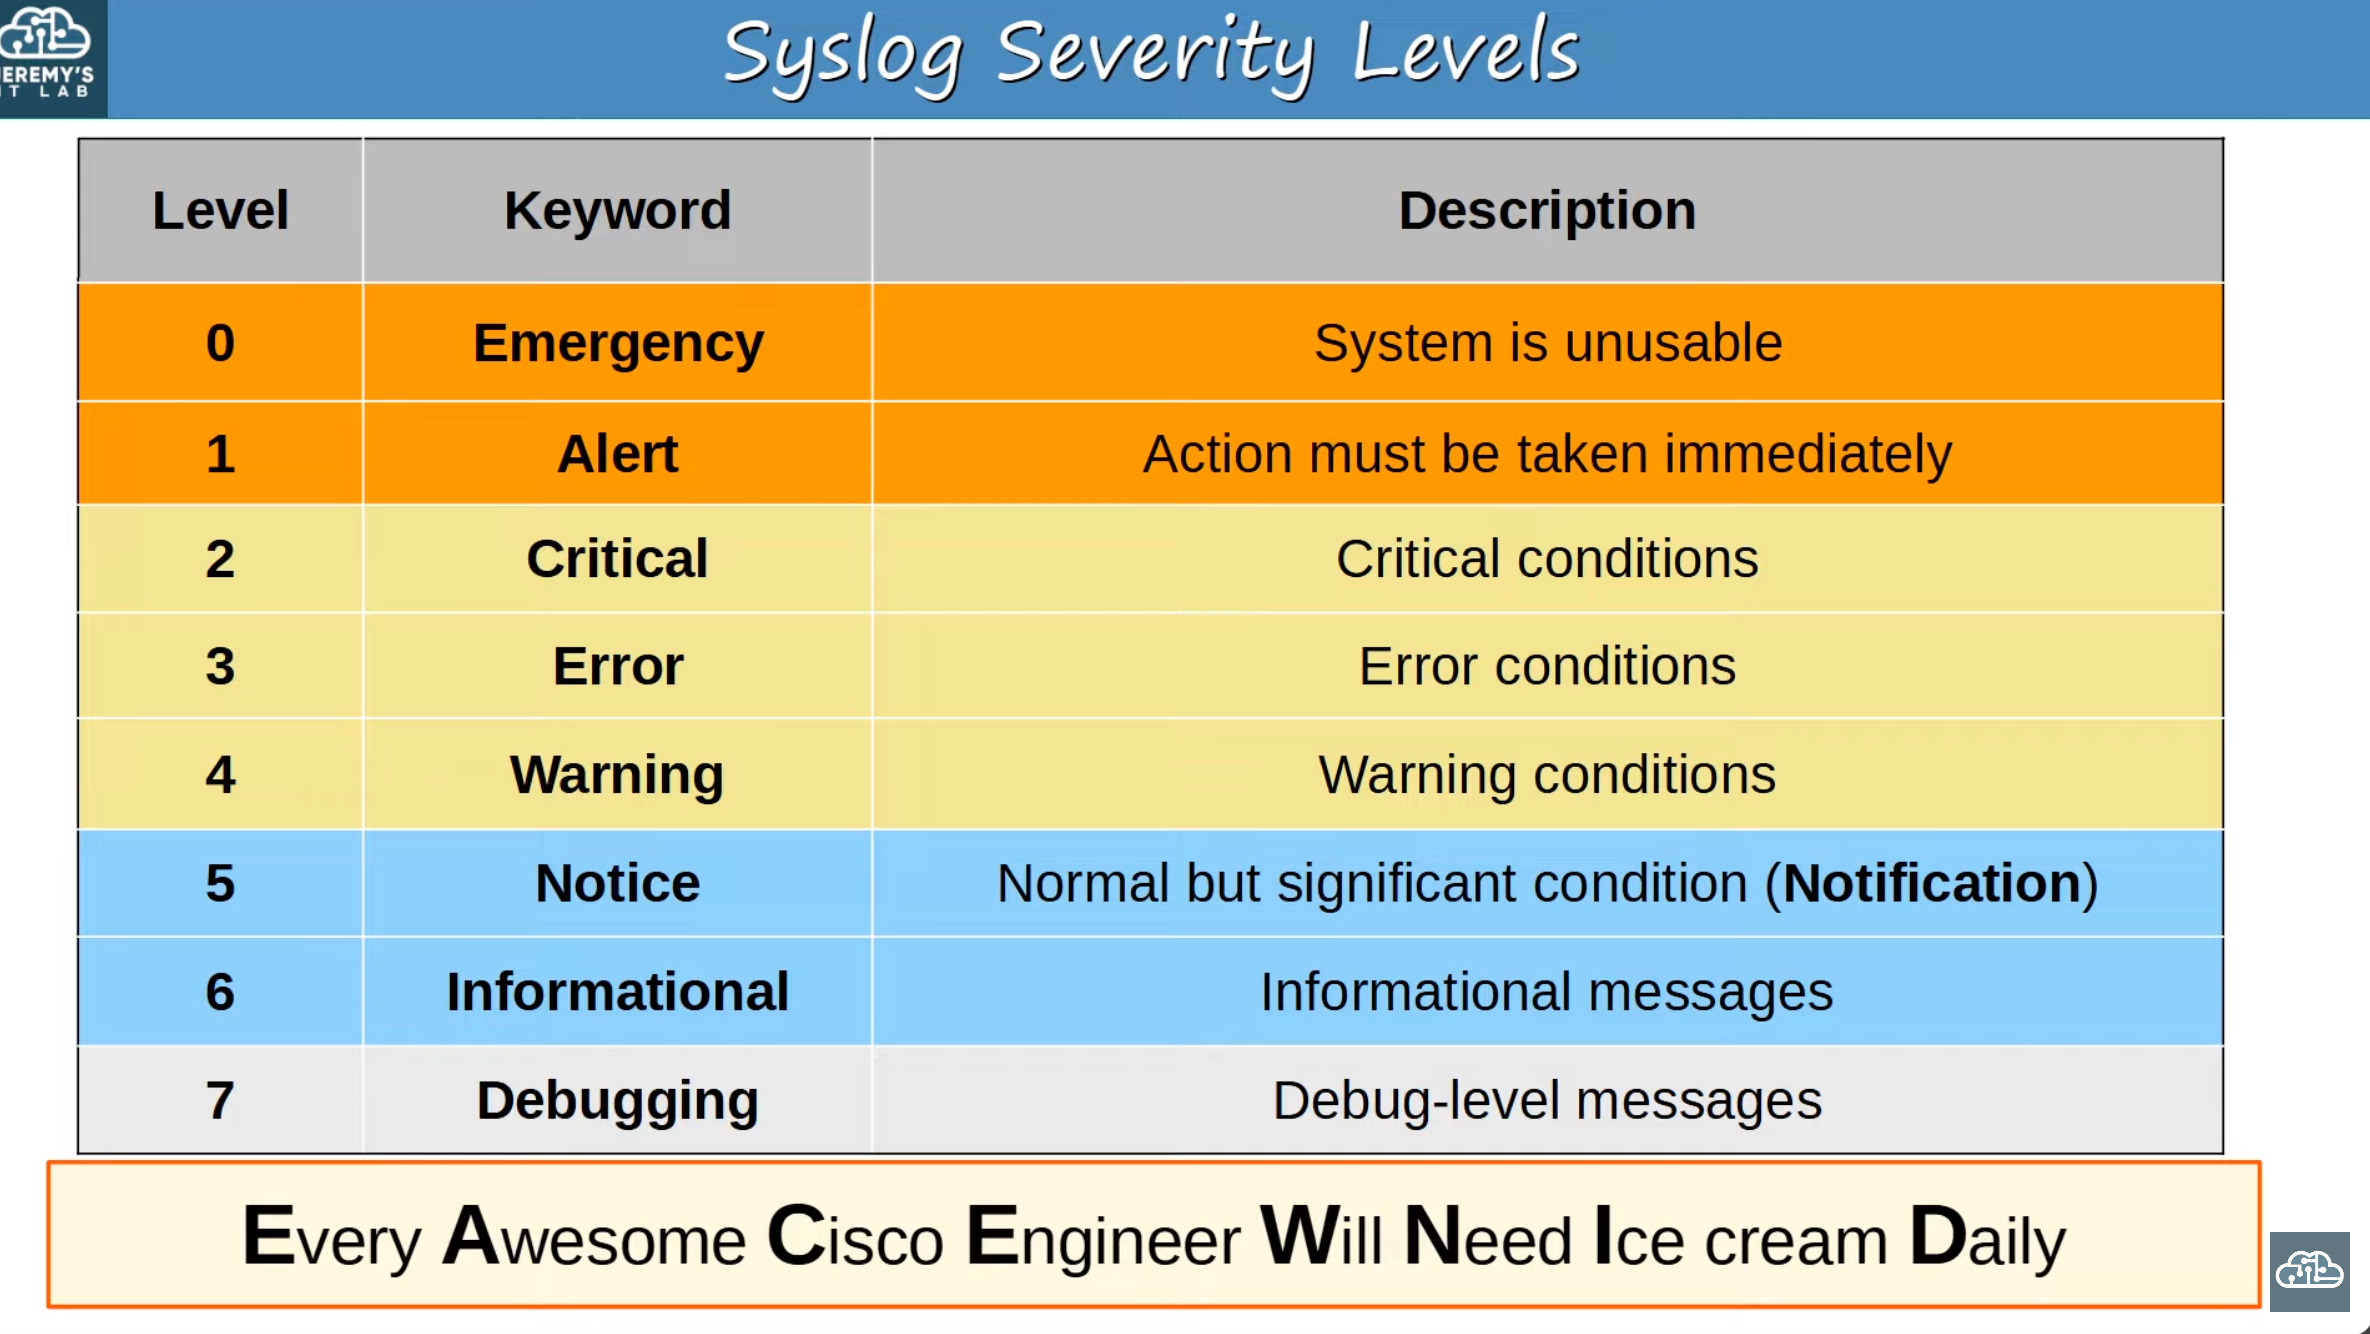 Syslog Severity Levels
JEREMY'S
IT LAB
Level Keyword Description
0 Emergency System is unusable
1 Alert Action must be taken immediately
2 Critical Critical conditions
3 Error Error conditions
4 Warning Warning conditions
5 Notice Normal but significant condition (Notification)
6 Informational Informational messages
7 Debugging Debug-level messages
Every Awesome Cisco Engineer Will Need Ice cream Daily